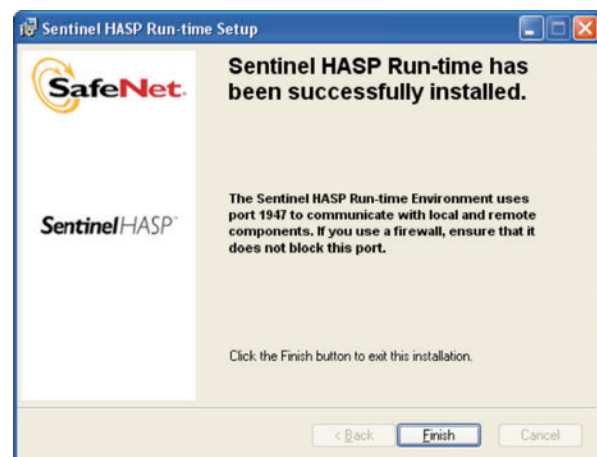 Sentinel HASP Run-time Setup
SafeNet.
Sentinel HASP Run-time has
been successfully installed.
SentinelHASP™
The Sentinel HASP Run-time Environment uses
port 1947 to communicate with local and remote
components. If you use a firewall, ensure that it
does not block this port.
Click the Finish button to exit this installation.
< Back
Finish
Cancel